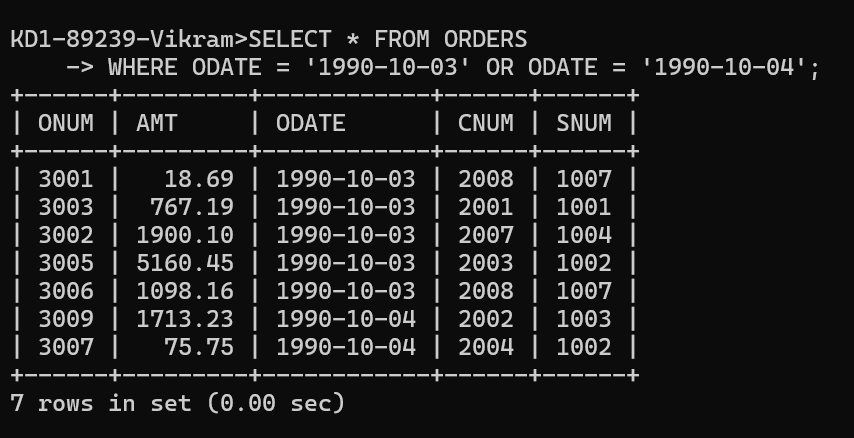 KD1-89239-Vikram>SELECT * FROM ORDERS
    -> WHERE ODATE = '1990-10-03' OR ODATE = '1990-10-04';
+------+---------+------------+------+------+
| ONUM | AMT     | ODATE      | CNUM | SNUM |
+------+---------+------------+------+------+
| 3001 |   18.69 | 1990-10-03 | 2008 | 1007 |
| 3003 |  767.19 | 1990-10-03 | 2001 | 1001 |
| 3002 | 1900.10 | 1990-10-03 | 2007 | 1004 |
| 3005 | 5160.45 | 1990-10-03 | 2003 | 1002 |
| 3006 | 1098.16 | 1990-10-03 | 2008 | 1007 |
| 3009 | 1713.23 | 1990-10-04 | 2002 | 1003 |
| 3007 |   75.75 | 1990-10-04 | 2004 | 1002 |
+------+---------+------------+------+------+
7 rows in set (0.00 sec)